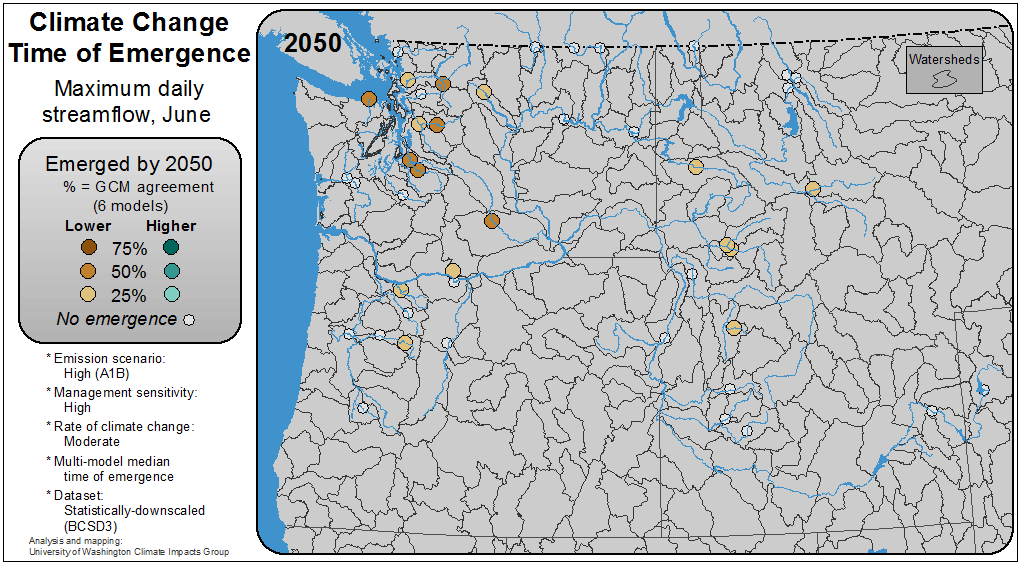 Climate Change
Time of Emergence
Maximum daily
streamflow, June
Emerged by 2050
% = GCM agreement
(6 models)
Lower Higher
75%
50%
25%
No emergence
* Emission scenario:
High (A1B)
* Management sensitivity:
High
* Rate of climate change:
Moderate
* Multi-model median
time of emergence
* Dataset:
Statistically-downscaled
(BCSD3)
Analysis and mapping:
University of Washington Climate Impacts Group
2050
Watersheds